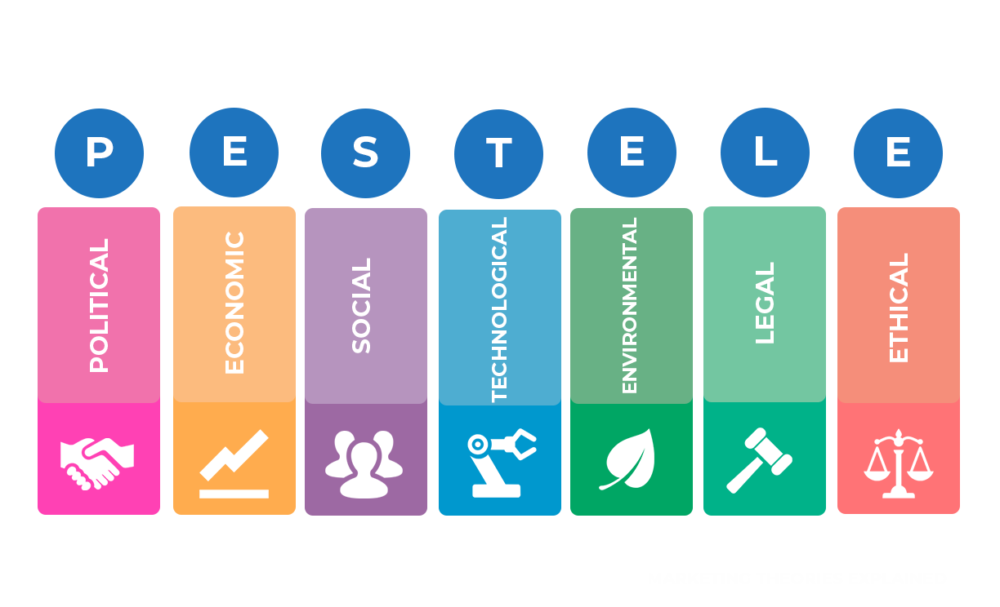 P E S T E L E
POLITICAL
ECONOMIC
SOCIAL
TECHNOLOGICAL
ENVIRONMENTAL
LEGAL
ETHICAL